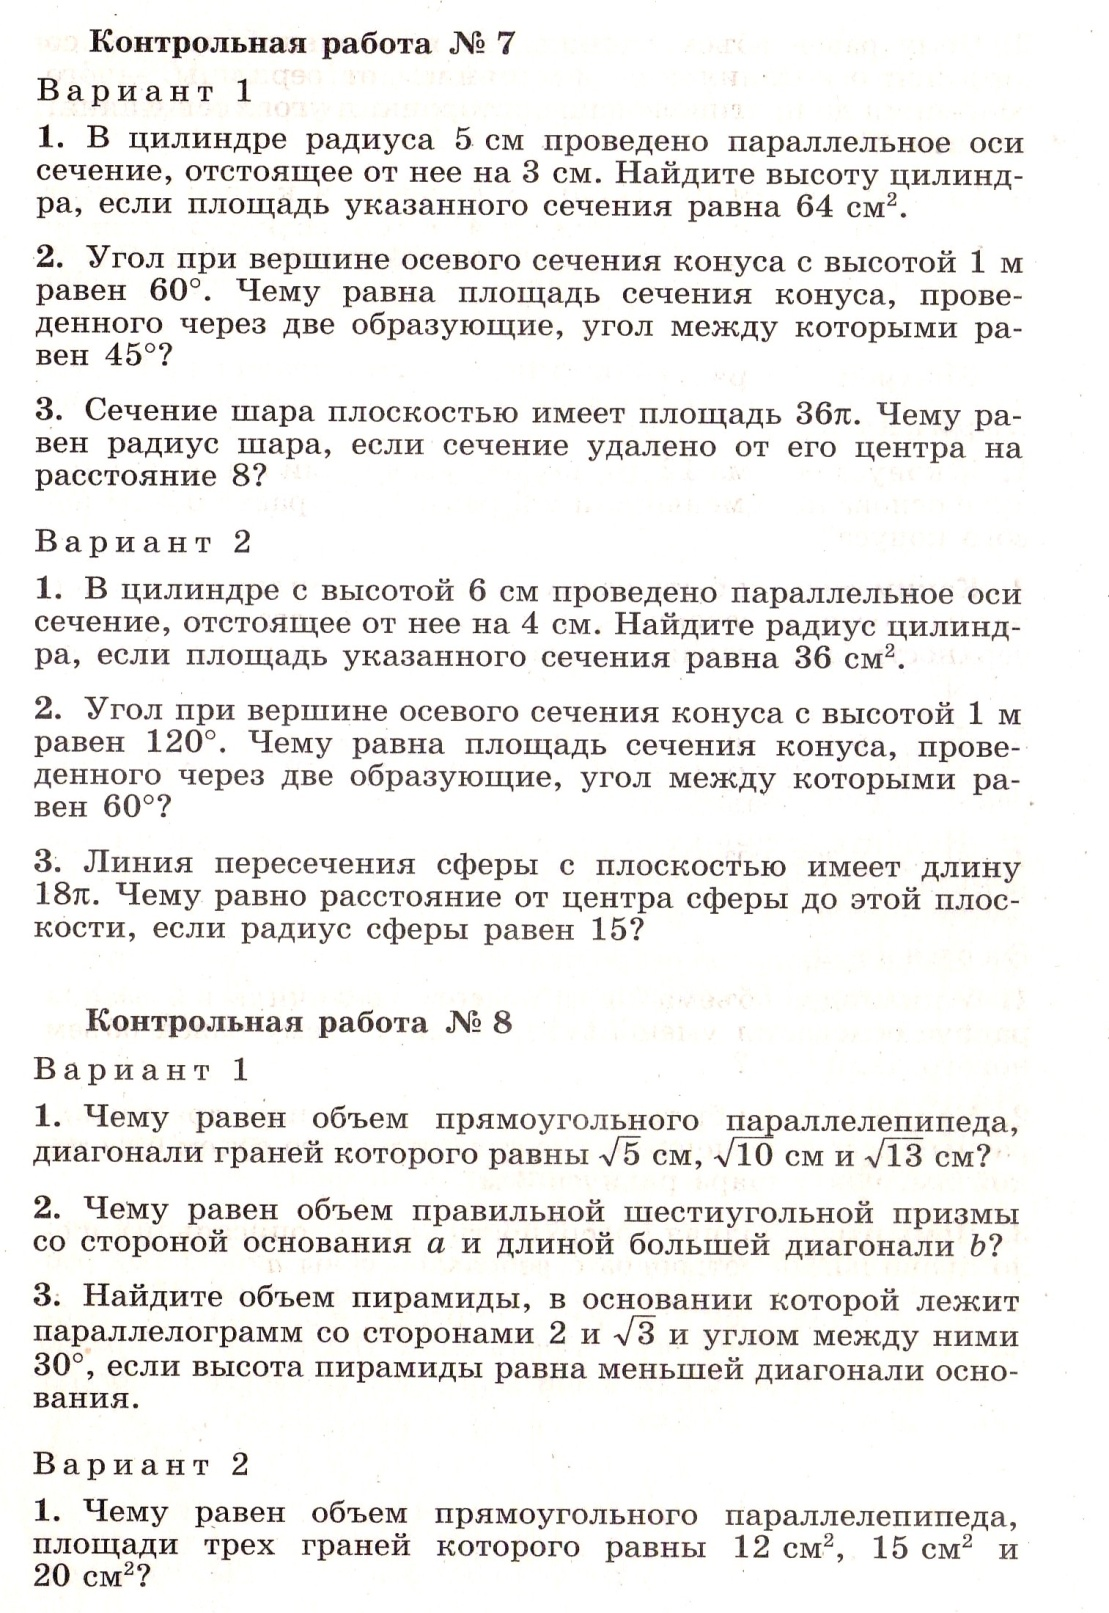 Контрольная работа № 7
Вариант 1
1. В цилиндре радиуса 5 см проведено параллельное оси
сечение, отстоящее от нее на 3 см. Найдите высоту цилинд-
ра, если площадь указанного сечения равна 64 см².
2. Угол при вершине осевого сечения конуса с высотой 1 м
равен 60°. Чему равна площадь сечения конуса, прове-
денного через две образующие, угол между которыми ра-
вен 45°?
3. Сечение шара плоскостью имеет площадь 36π. Чему ра-
вен радиус шара, если сечение удалено от его центра на
расстояние 8?
Вариант 2
1. В цилиндре с высотой 6 см проведено параллельное оси
сечение, отстоящее от нее на 4 см. Найдите радиус цилинд-
ра, если площадь указанного сечения равна 36 см².
2. Угол при вершине осевого сечения конуса с высотой 1 м
равен 120°. Чему равна площадь сечения конуса, прове-
денного через две образующие, угол между которыми ра-
вен 60°?
3. Линия пересечения сферы с плоскостью имеет длину
18π. Чему равно расстояние от центра сферы до этой плос-
кости, если радиус сферы равен 15?
Контрольная работа № 8
Вариант 1
1. Чему равен объем прямоугольного параллелепипеда,
диагонали граней которого равны √5 см, √10 см и √13 см?
2. Чему равен объем правильной шестиугольной призмы
со стороной основания a и длиной большей диагонали b?
3. Найдите объем пирамиды, в основании которой лежит
параллелограмм со сторонами 2 и √3 и углом между ними
30°, если высота пирамиды равна меньшей диагонали осно-
вания.
Вариант 2
1. Чему равен объем прямоугольного параллелепипеда,
площади трех граней которого равны 12 см², 15 см² и
20 см²?